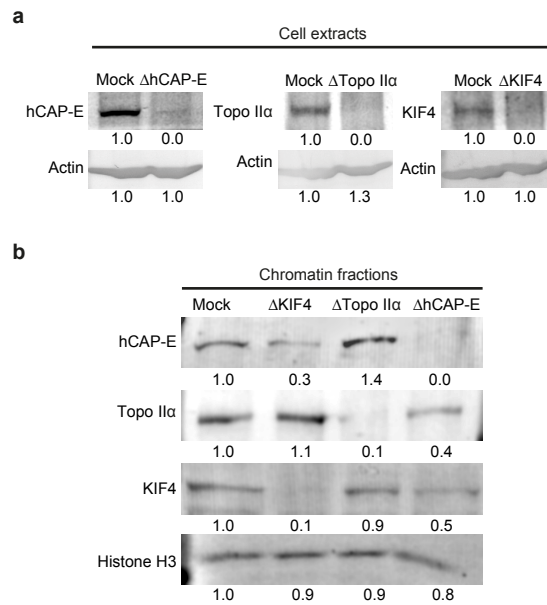 a
Cell extracts
Mock ΔhCAP-E Mock ΔTopo IIα Mock ΔKIF4
hCAP-E Topo IIα KIF4
1.0 0.0 1.0 0.0 1.0 0.0
Actin Actin Actin
1.0 1.0 1.0 1.3 1.0 1.0
b
Chromatin fractions
Mock ΔKIF4 ΔTopo IIα ΔhCAP-E
hCAP-E
1.0 0.3 1.4 0.0
Topo IIα
1.0 1.1 0.1 0.4
KIF4
1.0 0.1 0.9 0.5
Histone H3
1.0 0.9 0.9 0.8